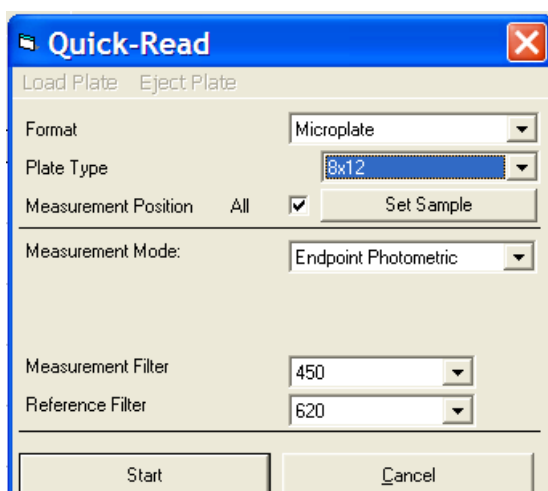 Quick-Read
Load Plate Eject Plate
Format Microplate
Plate Type 8x12
Measurement Position All Set Sample
Measurement Mode: Endpoint Photometric
Measurement Filter 450
Reference Filter 620
Start Cancel